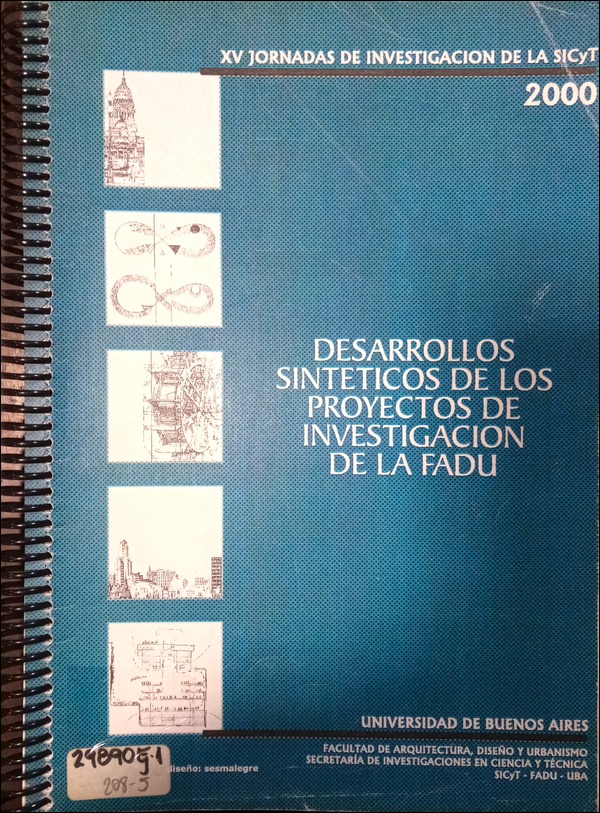 XV JORNADAS DE INVESTIGACION DE LA SICyT
2000
DESARROLLOS
SINTETICOS DE LOS
PROYECTOS DE
INVESTIGACION
DE LA FADU
UNIVERSIDAD DE BUENOS AIRES
FACULTAD DE ARQUITECTURA, DISEÑO Y URBANISMO
SECRETARÍA DE INVESTIGACIONES EN CIENCIA Y TÉCNICA
SICyT - FADU - UBA
diseño: sesmalegre
208-5